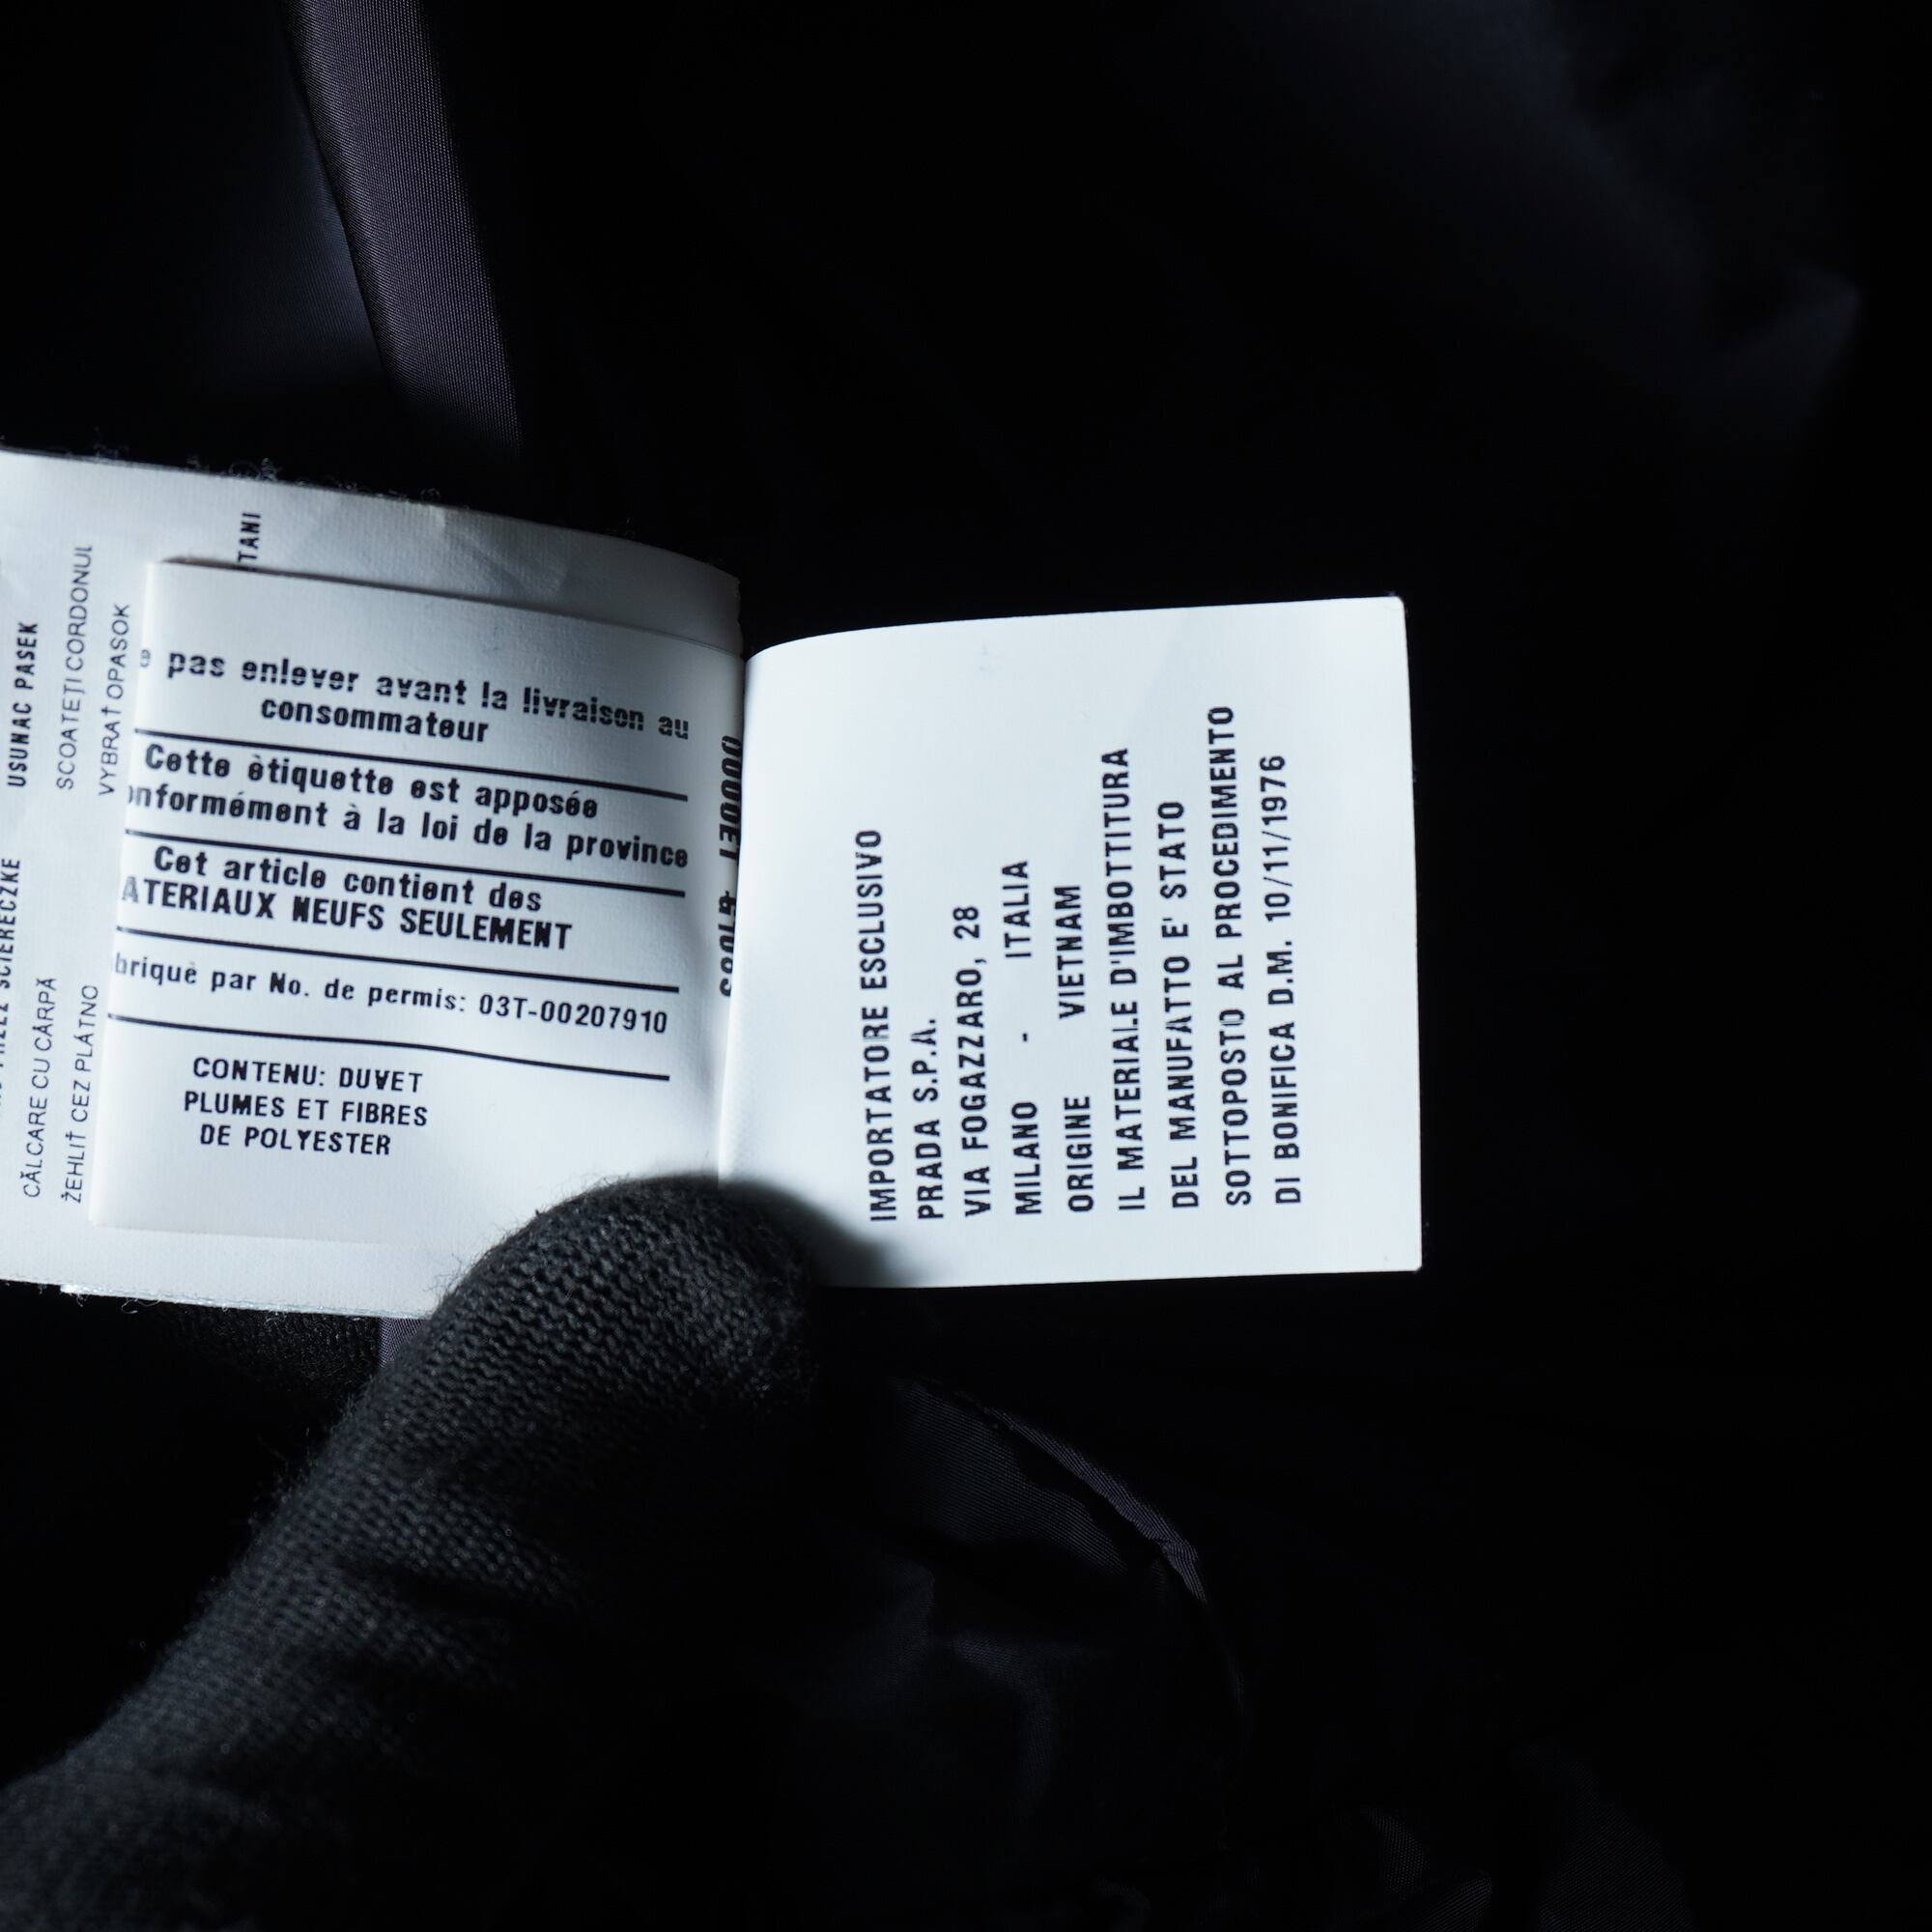 TANI
USUNAC PASEK
SCOATEȚI CORDONUL
VYBRAŤ OPASOK
CĂLCARE CU CÂRPĂ
ŽEHLIŤ CEZ PLÁTNO
pas enlever avant la livraison au
consommateur
Cette ètiquette est apposée
onformément à la loi de la province
Cet article contient des
ATERIAUX NEUFS SEULEMENT
briquè par No. de permis: 03T-00207910
CONTENU: DUVET
PLUMES ET FIBRES
DE POLYESTER
IMPORTATORE ESCLUSIVO
PRADA S.P.A.
VIA FOGAZZARO, 28
MILANO - ITALIA
ORIGINE VIETNAM
IL MATERIALE D'IMBOTTITURA
DEL MANUFATTO E' STATO
SOTTOPOSTO AL PROCEDIMENTO
DI BONIFICA D.M. 10/11/1976